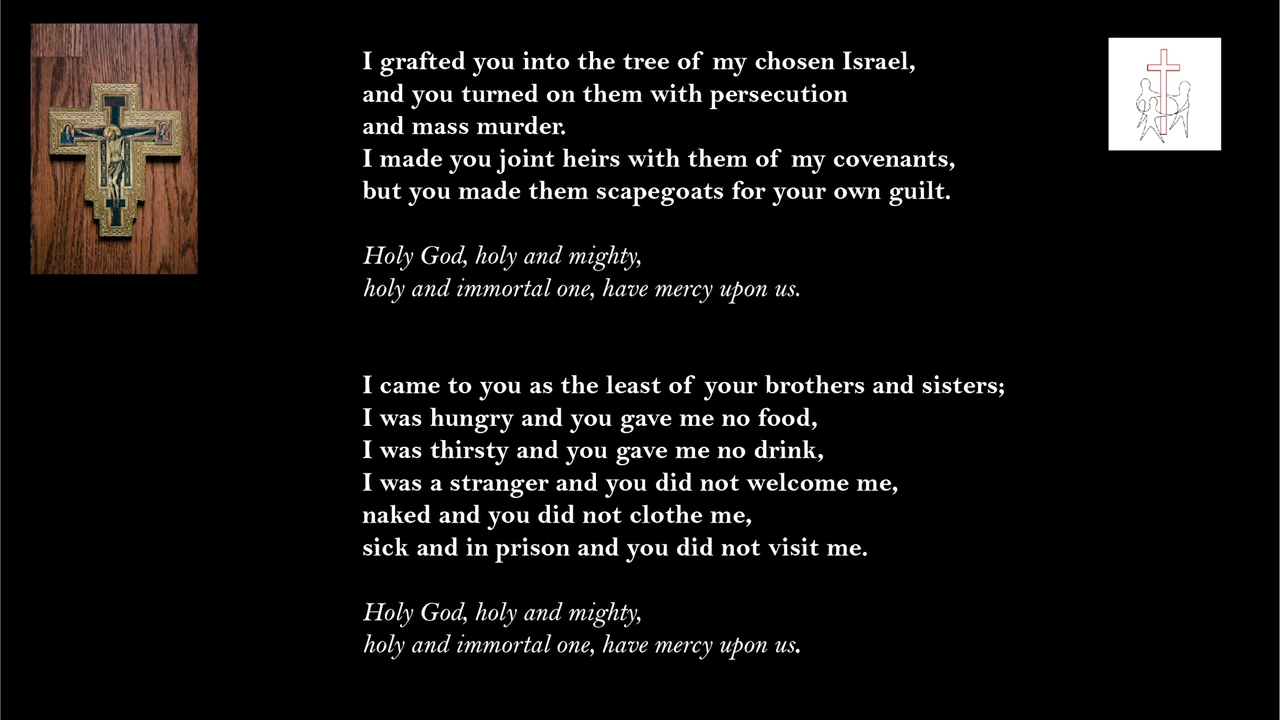 I grafted you into the tree of my chosen Israel,
and you turned on them with persecution
and mass murder.
I made you joint heirs with them of my covenants,
but you made them scapegoats for your own guilt.
Holy God, holy and mighty,
holy and immortal one, have mercy upon us.
I came to you as the least of your brothers and sisters;
I was hungry and you gave me no food,
I was thirsty and you gave me no drink,
I was a stranger and you did not welcome me,
naked and you did not clothe me,
sick and in prison and you did not visit me.
Holy God, holy and mighty,
holy and immortal one, have mercy upon us.